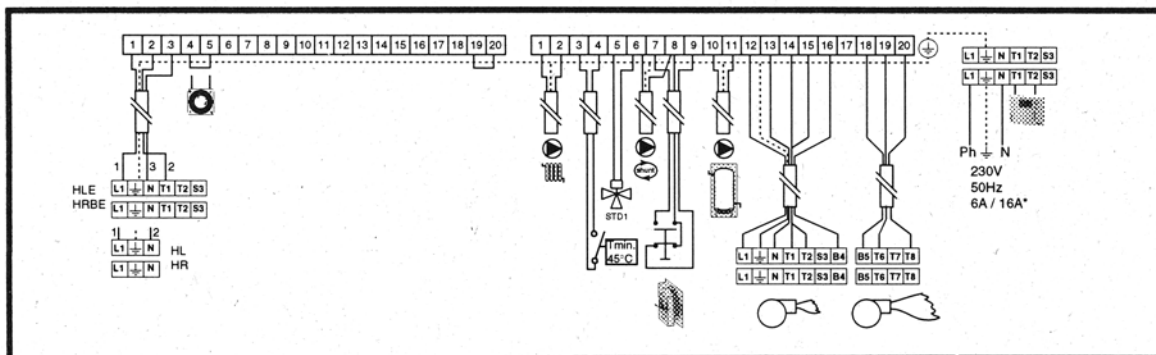 1 2 3 4 5 6 7 8 9 10 11 12 13 14 15 16 17 18 19 20
1 2 3 4 5 6 7 8 9 10 11 12 13 14 15 16 17 18 19 20
L1 N T1 T2 S3
L1 N T1 T2 S3
Ph N
230V
50Hz
6A / 16A*
1 3 2
HLE
HRBE
L1 N T1 T2 S3
L1 N T1 T2 S3
1 2
L1 N
L1 N
HL
HR
shunt
STD1
Tmin.
45°C
L1 N T1 T2 S3 B4
L1 N T1 T2 S3 B4
B5 T6 T7 T8
B5 T6 T7 T8